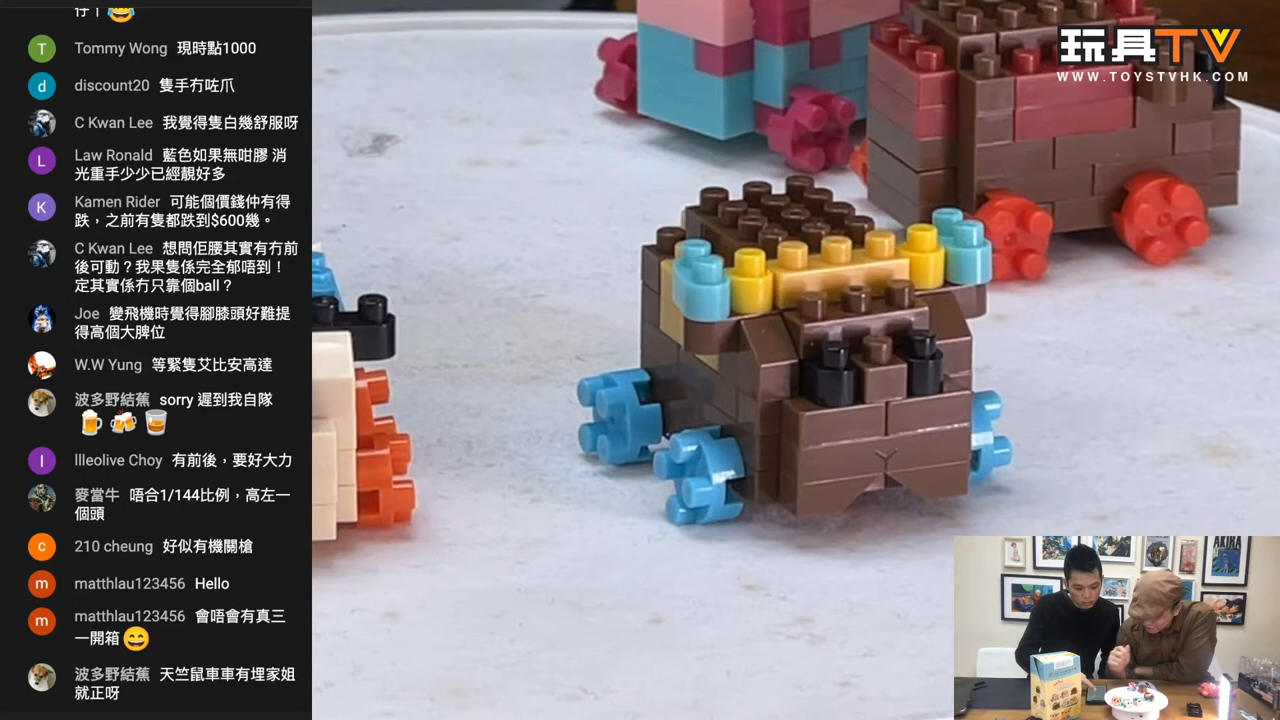 仔丫😂
T Tommy Wong 現時點1000
d discount20 隻手冇咗爪
C Kwan Lee 我覺得隻白幾舒服呀
L Law Ronald 藍色如果無咁膠 消
光重手少少已經靚好多
K Kamen Rider 可能個價錢仲有得
跌，之前有隻都跌到$600幾。
C Kwan Lee 想問佢腰其實有冇前
後可動？我果隻係完全郁唔到！
定其實係冇只靠個ball？
Joe 變飛機時覺得腳膝頭好難提
得高個大髀位
W.W Yung 等緊隻艾比安高達
波多野結蕉 sorry 遲到我自隊
🍺🍻🥃
I Illeolive Choy 有前後，要好大力
麥當牛 唔合1/144比例，高左一
個頭
c 210 cheung 好似有機關槍
m matthlau123456 Hello
m matthlau123456 會唔會有真三
一開箱😄
波多野結蕉 天竺鼠車車有埋家姐
就正呀
玩具TV
WWW.TOYSTVHK.COM
AKIRA